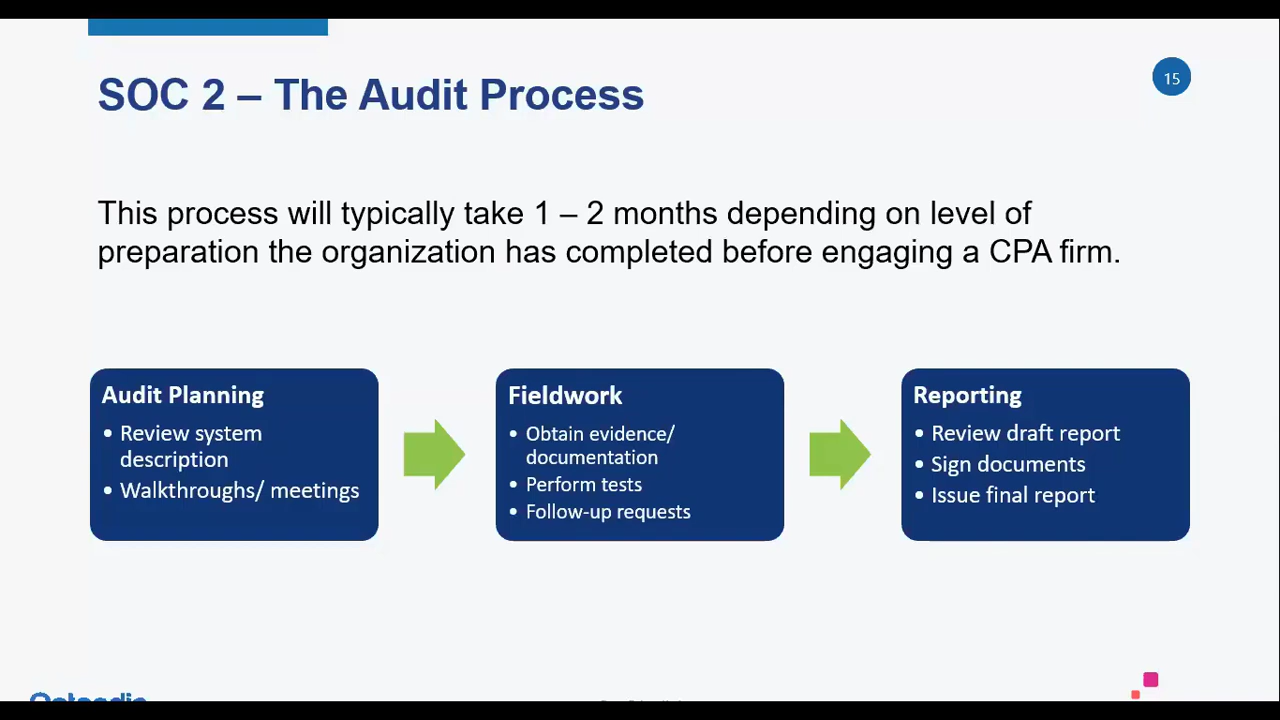 15
SOC 2 – The Audit Process
This process will typically take 1 – 2 months depending on level of
preparation the organization has completed before engaging a CPA firm.
Audit Planning
• Review system
description
• Walkthroughs/ meetings
Fieldwork
• Obtain evidence/
documentation
• Perform tests
• Follow-up requests
Reporting
• Review draft report
• Sign documents
• Issue final report